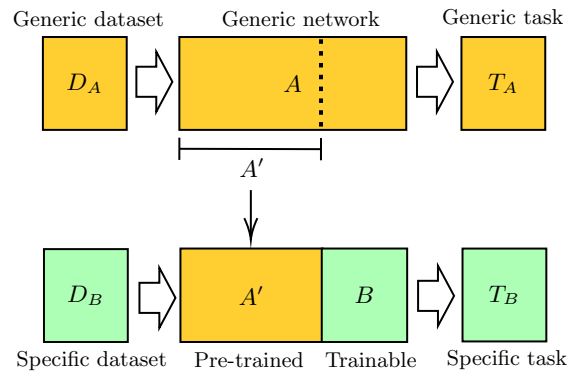 Generic dataset Generic network Generic task
D_A A T_A
A′
D_B A′ B T_B
Specific dataset Pre-trained Trainable Specific task